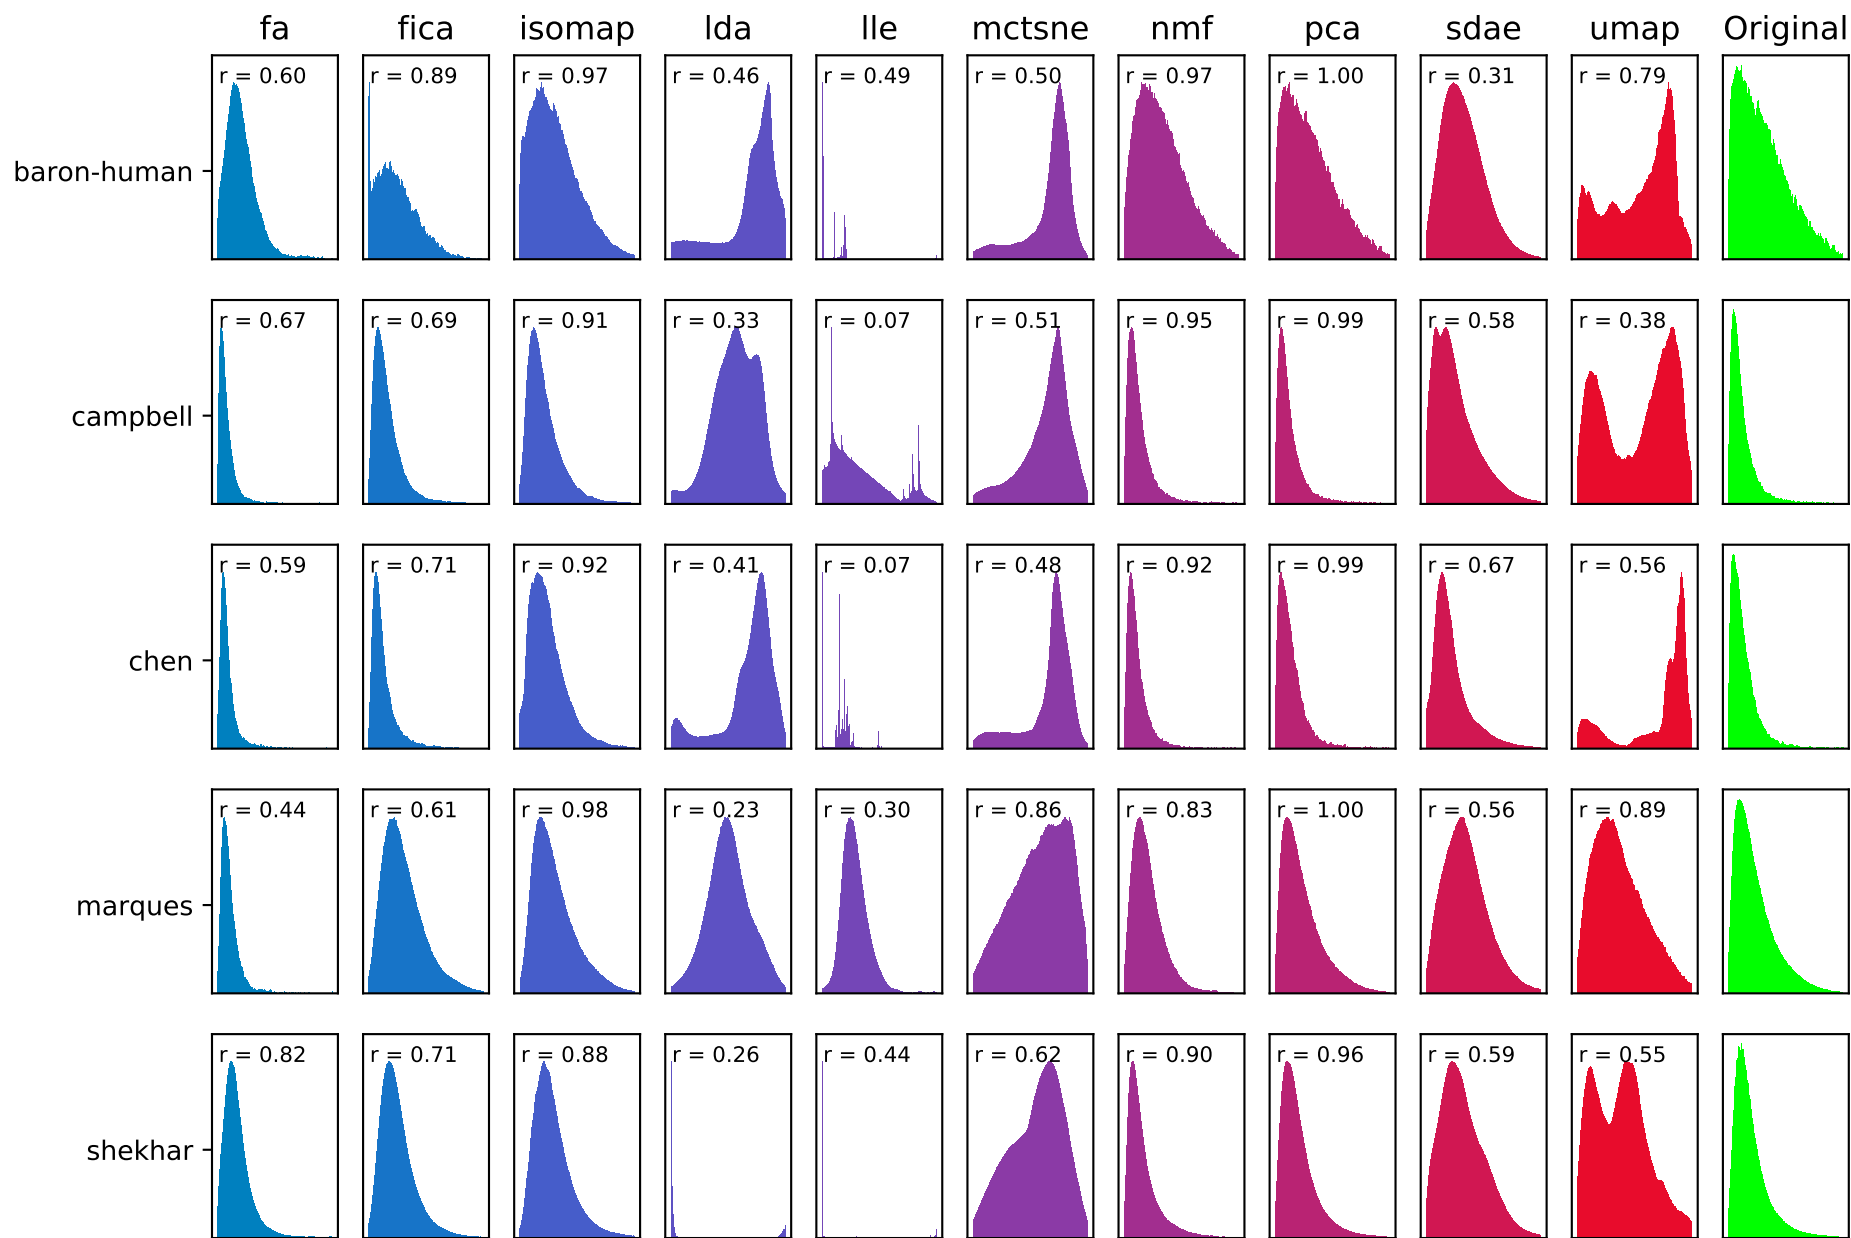 fa fica isomap lda lle mctsne nmf pca sdae umap Original
baron-human r = 0.60 r = 0.89 r = 0.97 r = 0.46 r = 0.49 r = 0.50 r = 0.97 r = 1.00 r = 0.31 r = 0.79
campbell r = 0.67 r = 0.69 r = 0.91 r = 0.33 r = 0.07 r = 0.51 r = 0.95 r = 0.99 r = 0.58 r = 0.38
chen r = 0.59 r = 0.71 r = 0.92 r = 0.41 r = 0.07 r = 0.48 r = 0.92 r = 0.99 r = 0.67 r = 0.56
marques r = 0.44 r = 0.61 r = 0.98 r = 0.23 r = 0.30 r = 0.86 r = 0.83 r = 1.00 r = 0.56 r = 0.89
shekhar r = 0.82 r = 0.71 r = 0.88 r = 0.26 r = 0.44 r = 0.62 r = 0.90 r = 0.96 r = 0.59 r = 0.55